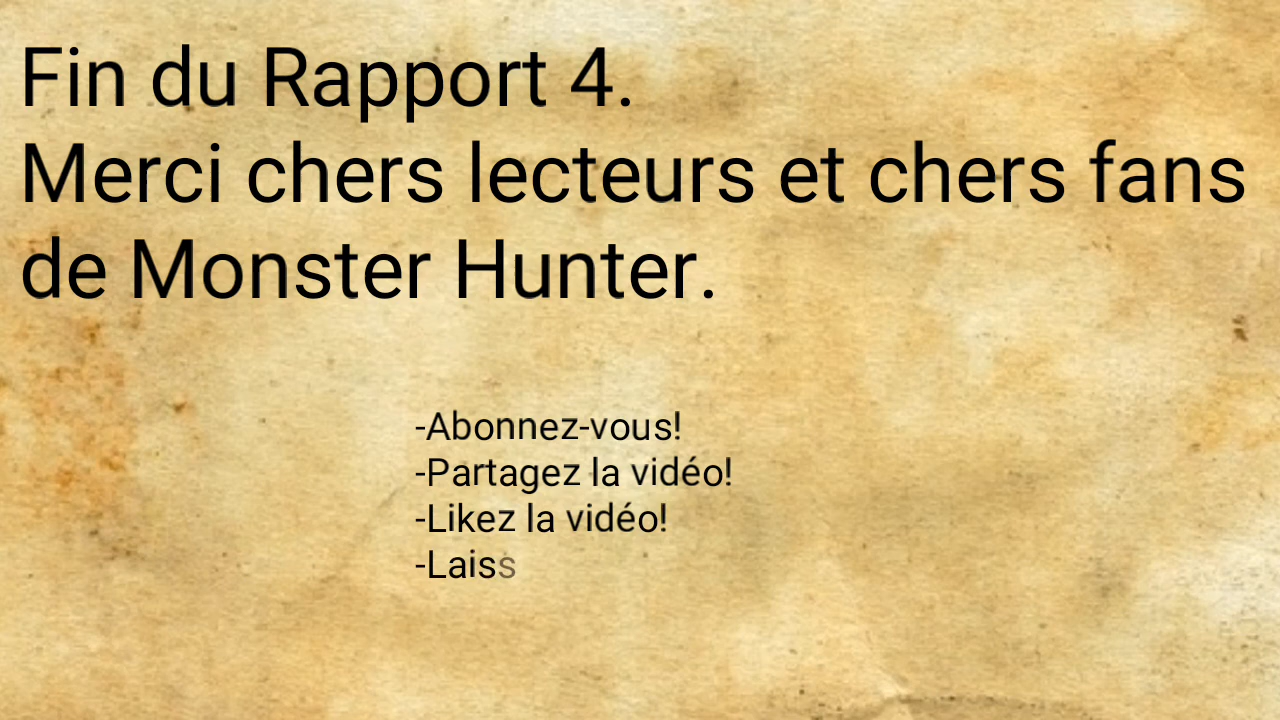 Fin du Rapport 4.
Merci chers lecteurs et chers fans
de Monster Hunter.
-Abonnez-vous!
-Partagez la vidéo!
-Likez la vidéo!
-Laiss